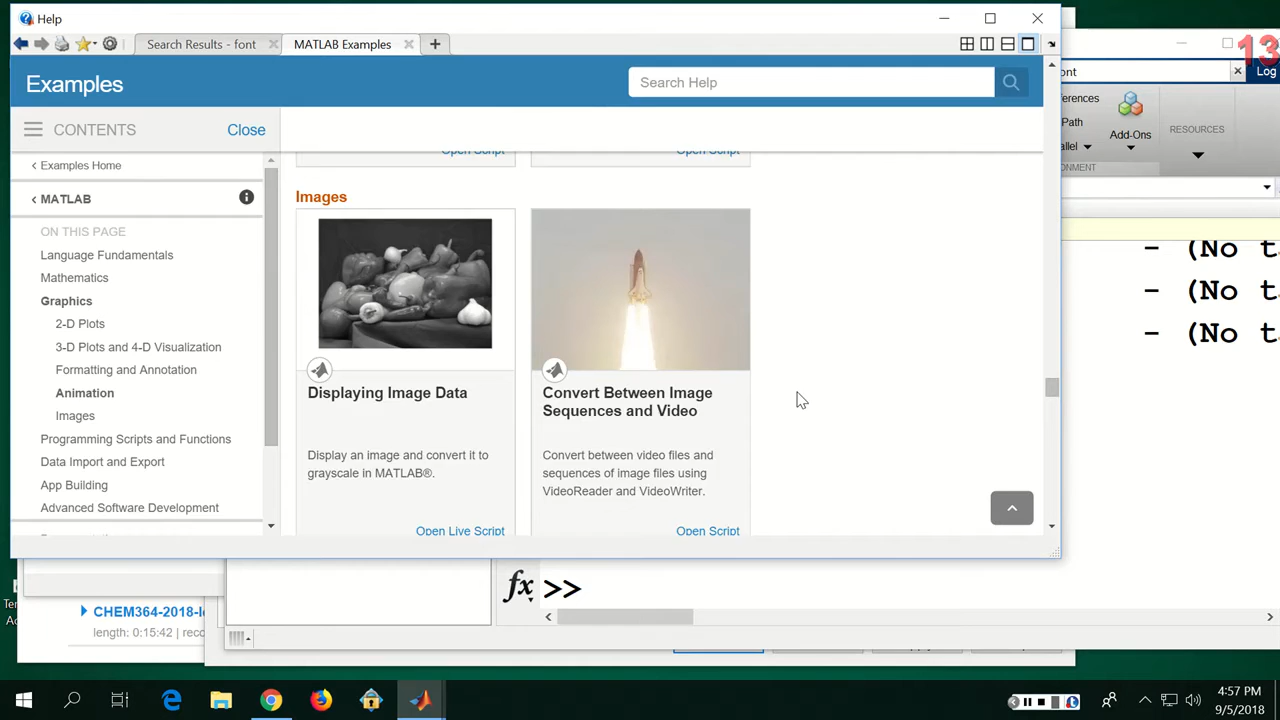 Help
Search Results - font
MATLAB Examples
Examples
Search Help
CONTENTS
Close
Examples Home
MATLAB
ON THIS PAGE
Language Fundamentals
Mathematics
Graphics
2-D Plots
3-D Plots and 4-D Visualization
Formatting and Annotation
Animation
Images
Programming Scripts and Functions
Data Import and Export
App Building
Advanced Software Development
Open Script
Open Script
Images
Displaying Image Data
Display an image and convert it to
grayscale in MATLAB®.
Open Live Script
Convert Between Image
Sequences and Video
Convert between video files and
sequences of image files using
VideoReader and VideoWriter.
Open Script
13
ont
Log
erences
Path
allel
Add-Ons
RESOURCES
NMENT
- (No t
- (No t
- (No t
fx >>
CHEM364-2018-l
length: 0:15:42 | reco
4:57 PM
9/5/2018